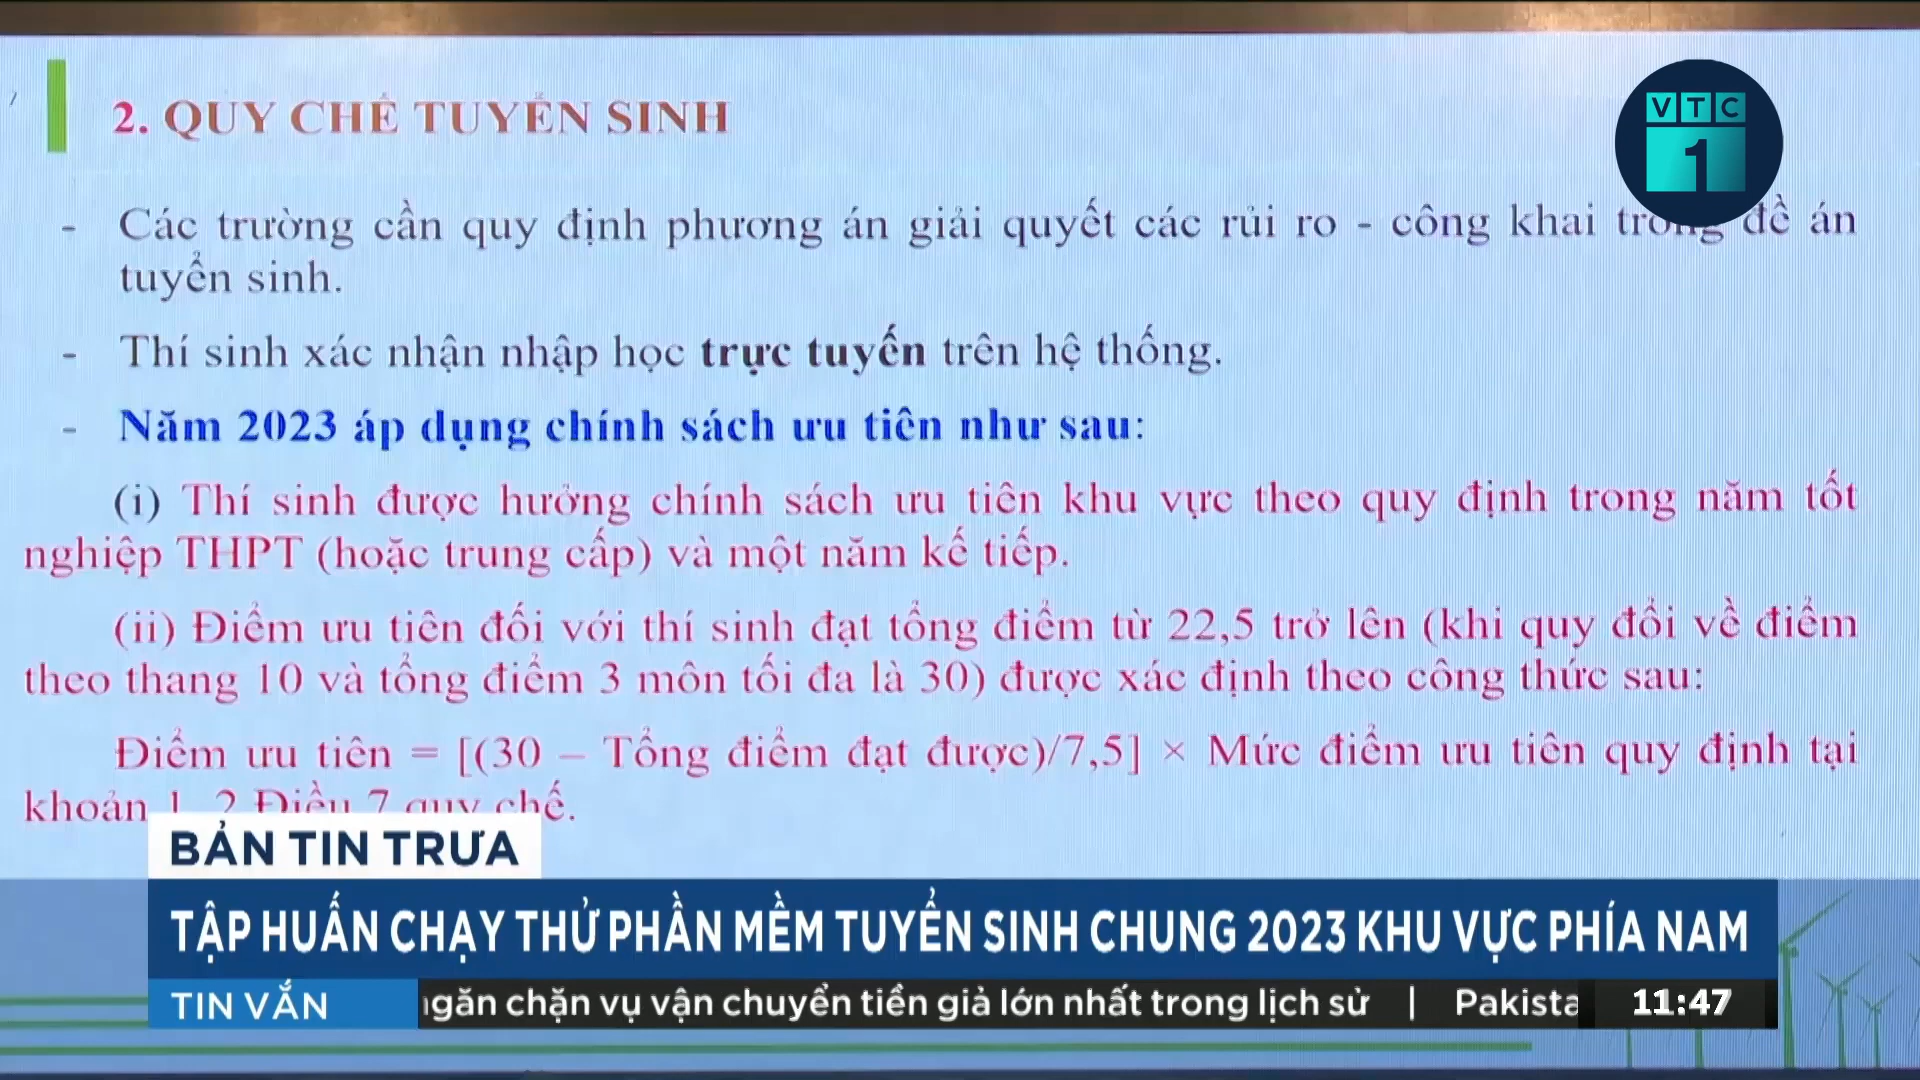 2. QUY CHẾ TUYỂN SINH
VTC
1
- Các trường cần quy định phương án giải quyết các rủi ro - công khai trong đề án
tuyển sinh.
- Thí sinh xác nhận nhập học trực tuyến trên hệ thống.
- Năm 2023 áp dụng chính sách ưu tiên như sau:
(i) Thí sinh được hưởng chính sách ưu tiên khu vực theo quy định trong năm tốt
nghiệp THPT (hoặc trung cấp) và một năm kế tiếp.
(ii) Điểm ưu tiên đối với thí sinh đạt tổng điểm từ 22,5 trở lên (khi quy đổi về điểm
theo thang 10 và tổng điểm 3 môn tối đa là 30) được xác định theo công thức sau:
Điểm ưu tiên = [(30 – Tổng điểm đạt được)/7,5] × Mức điểm ưu tiên quy định tại
khoản 1, 2 Điều 7 quy chế.
BẢN TIN TRƯA
TẬP HUẤN CHẠY THỬ PHẦN MỀM TUYỂN SINH CHUNG 2023 KHU VỰC PHÍA NAM
TIN VẮN
ngăn chặn vụ vận chuyển tiền giả lớn nhất trong lịch sử | Pakista
11:47